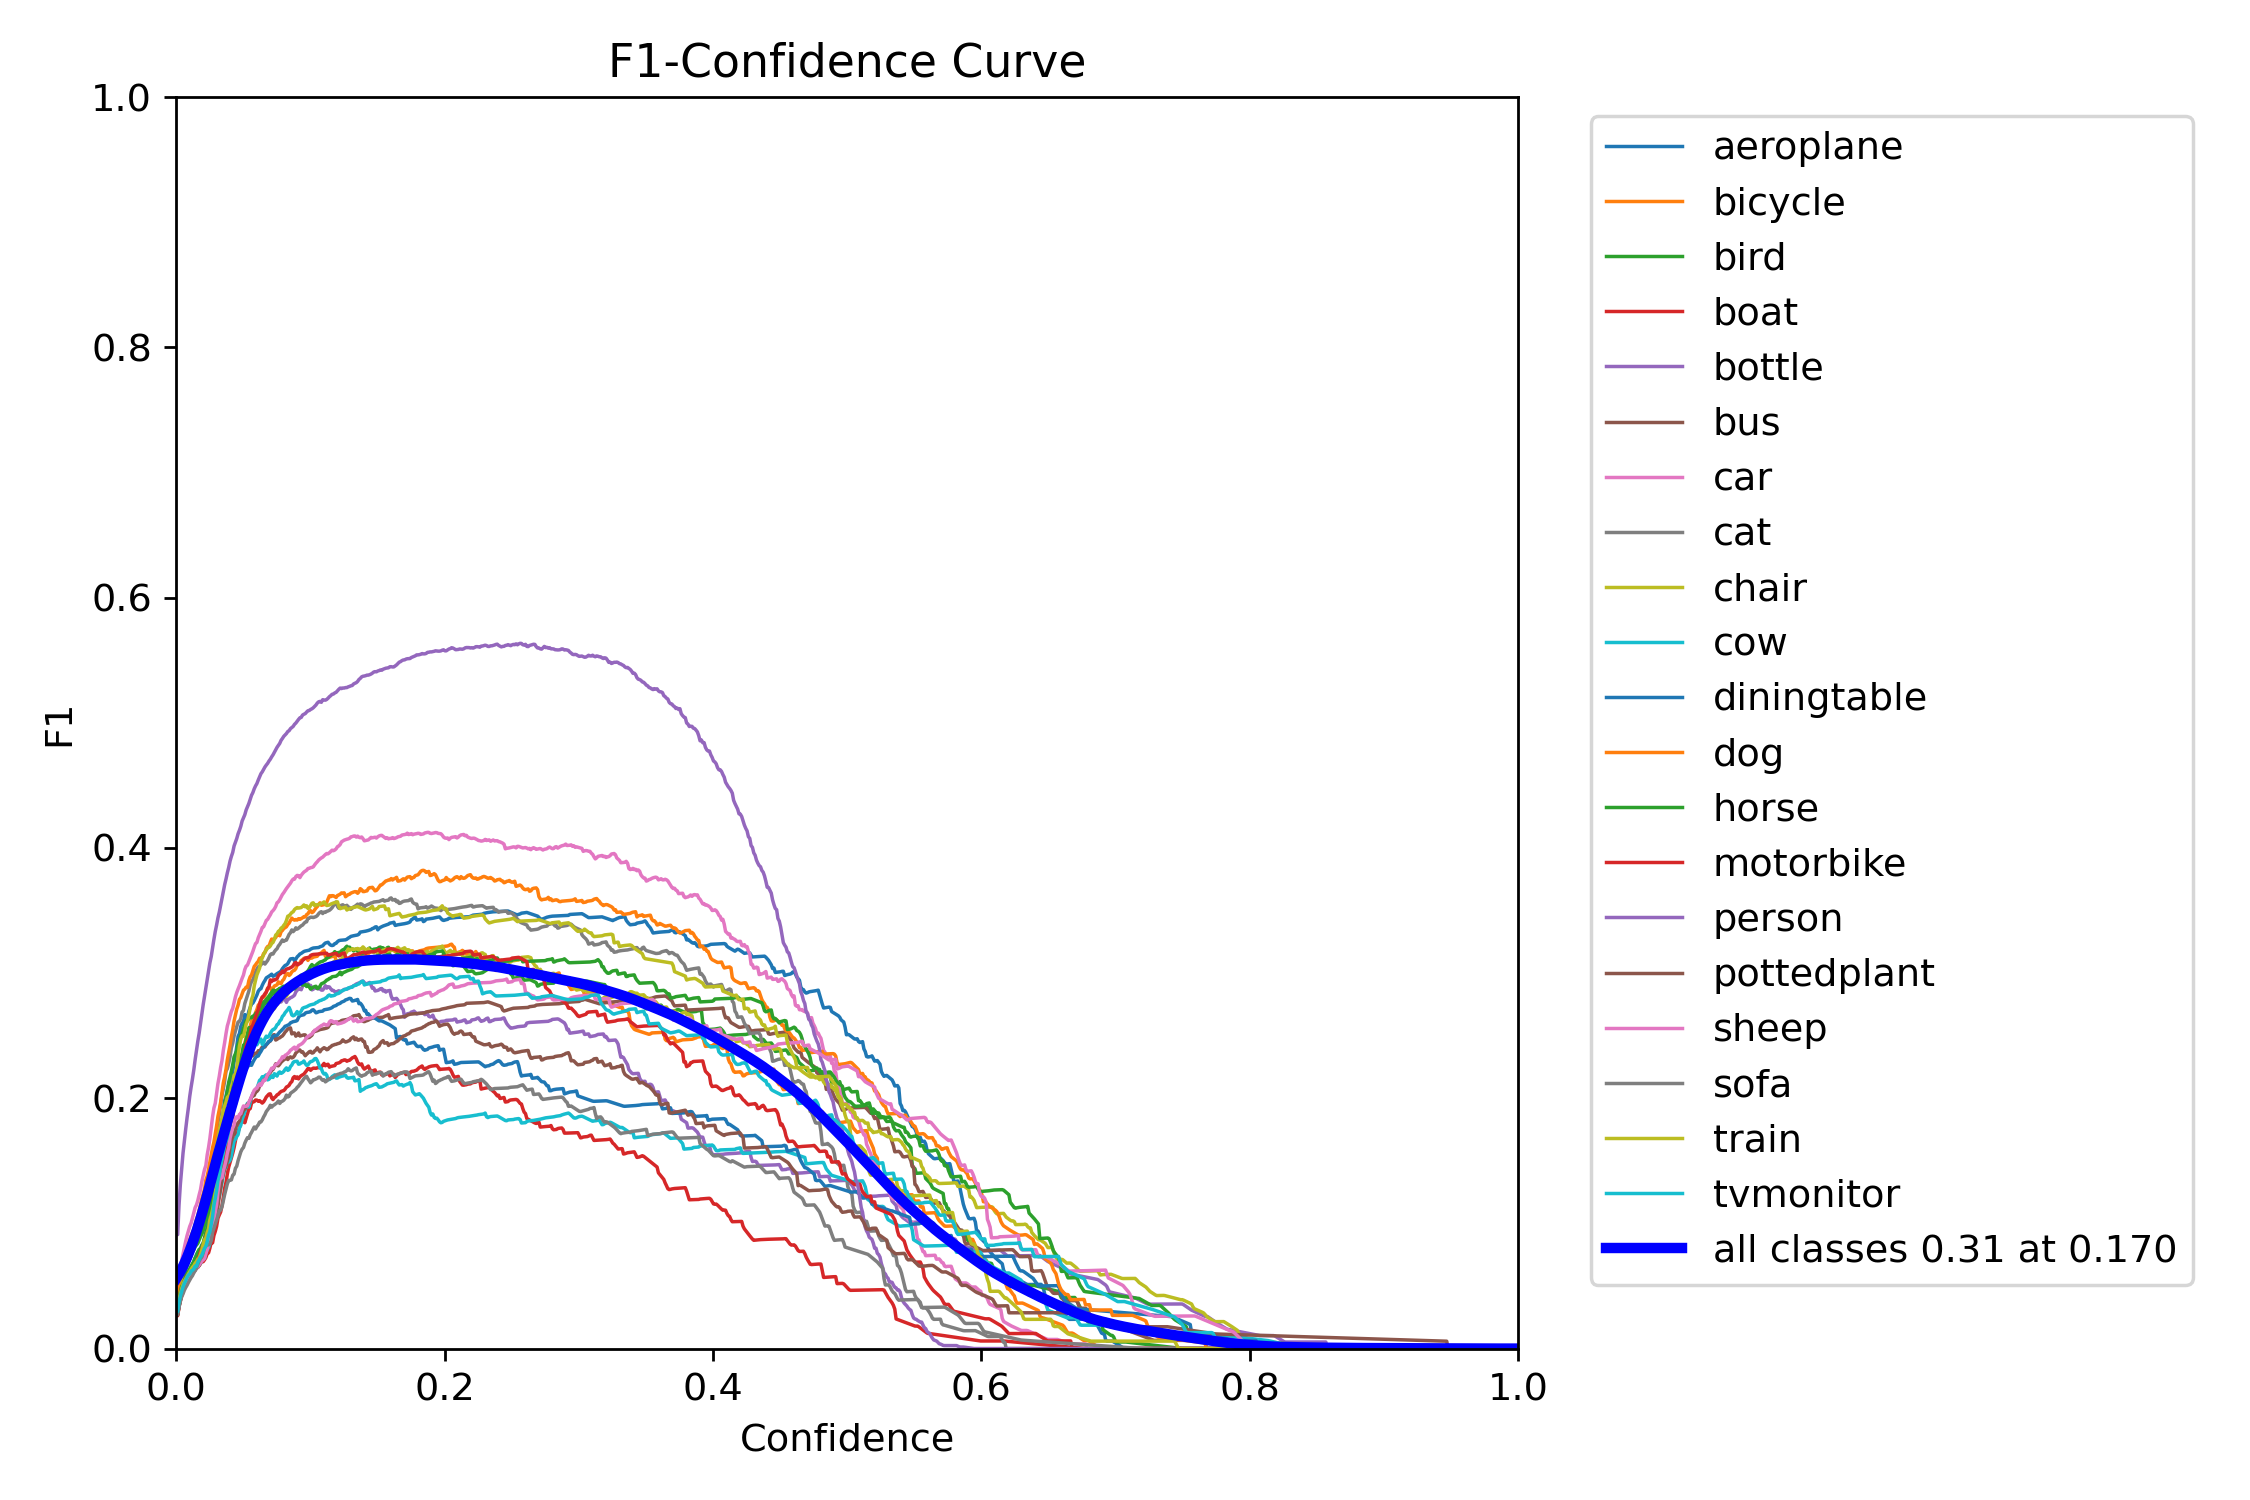 F1-Confidence Curve
1.0
0.8
0.6
0.4
0.2
0.0
F1
0.0 0.2 0.4 0.6 0.8 1.0
Confidence
aeroplane
bicycle
bird
boat
bottle
bus
car
cat
chair
cow
diningtable
dog
horse
motorbike
person
pottedplant
sheep
sofa
train
tvmonitor
all classes 0.31 at 0.170